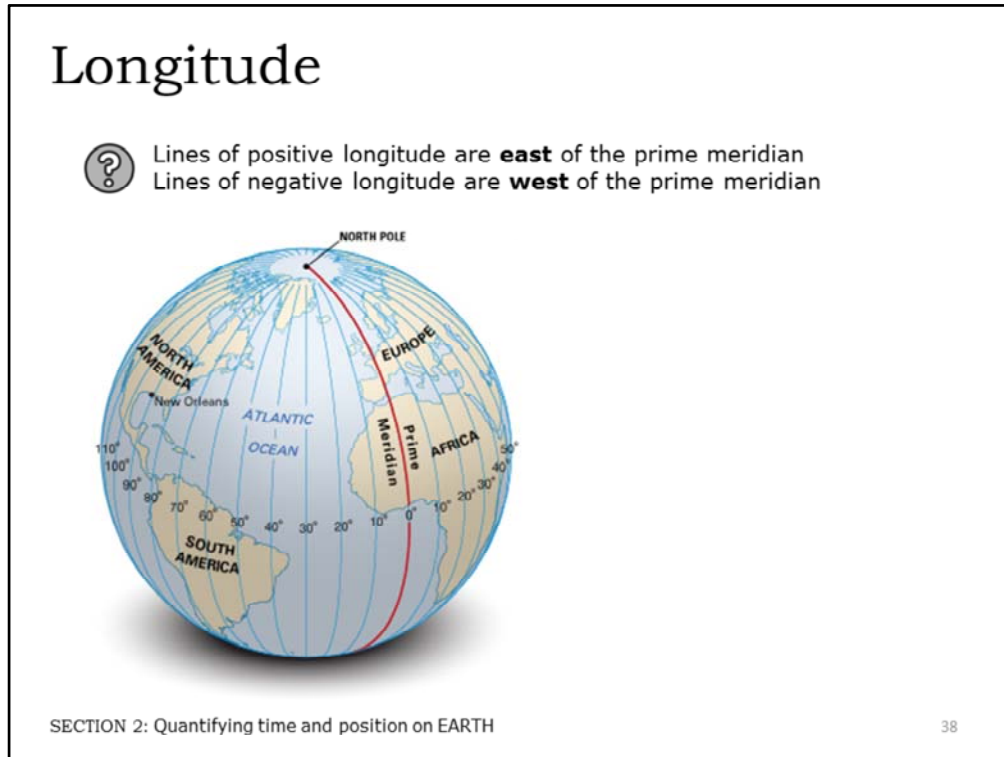 Longitude
?
Lines of positive longitude are east of the prime meridian
Lines of negative longitude are west of the prime meridian
NORTH POLE
NORTH
AMERICA
New Orleans
EUROPE
ATLANTIC
OCEAN
Prime
Meridian
AFRICA
110° 100° 90° 80° 70° 60° 50° 40° 30° 20° 10° 0° 10° 20° 30° 40° 50°
SOUTH
AMERICA
SECTION 2: Quantifying time and position on EARTH
38